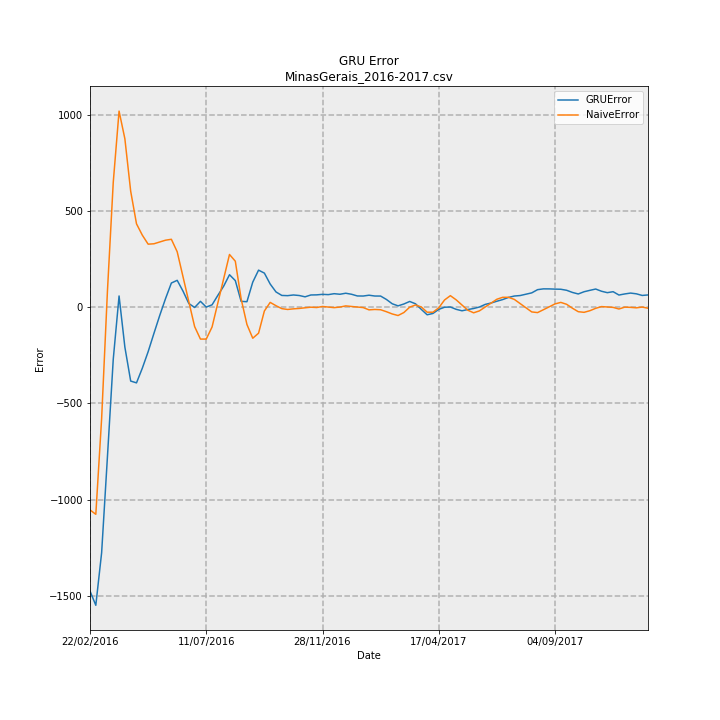 GRU Error
MinasGerais_2016-2017.csv
GRUError
NaiveError
1000
500
0
−500
−1000
−1500
Error
22/02/2016
11/07/2016
28/11/2016
17/04/2017
04/09/2017
Date